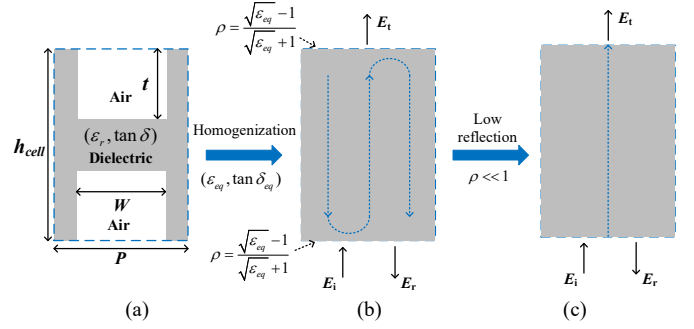 Air
t
(ε_r, tan δ)
Dielectric
h_cell
W
Air
P
(a)
Homogenization
(ε_eq, tan δ_eq)
ρ = (√ε_eq − 1)/(√ε_eq + 1)
E_t
ρ = (√ε_eq − 1)/(√ε_eq + 1)
E_i
E_r
(b)
Low
reflection
ρ << 1
E_t
E_i
E_r
(c)